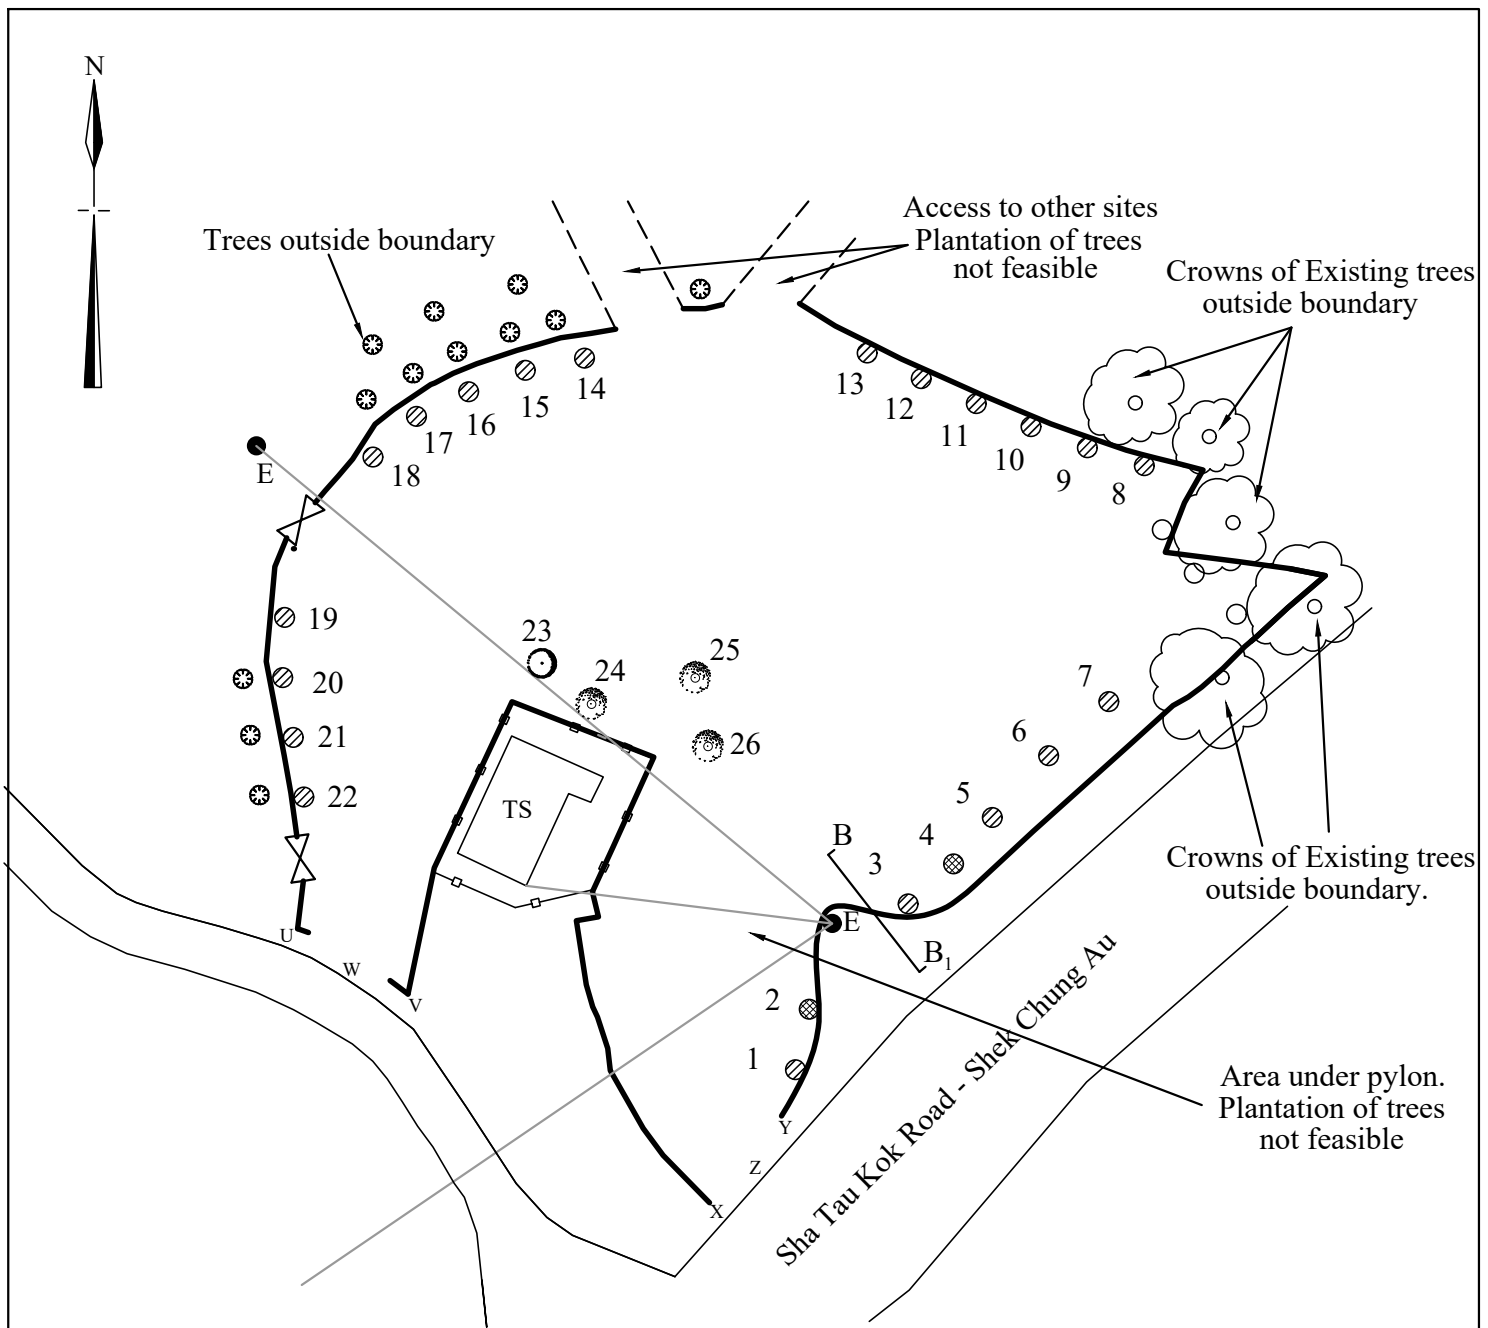 N
Trees outside boundary
Access to other sites
Plantation of trees
not feasible
Crowns of Existing trees
outside boundary
13
12
11
10
9
8
14
15
16
17
18
E
19
20
21
22
23
24
25
26
TS
7
6
5
4
3
B
E
B1
2
1
U
W
V
Y
Z
X
Crowns of Existing trees
outside boundary.
Sha Tau Kok Road - Shek Chung Au
Area under pylon.
Plantation of trees
not feasible